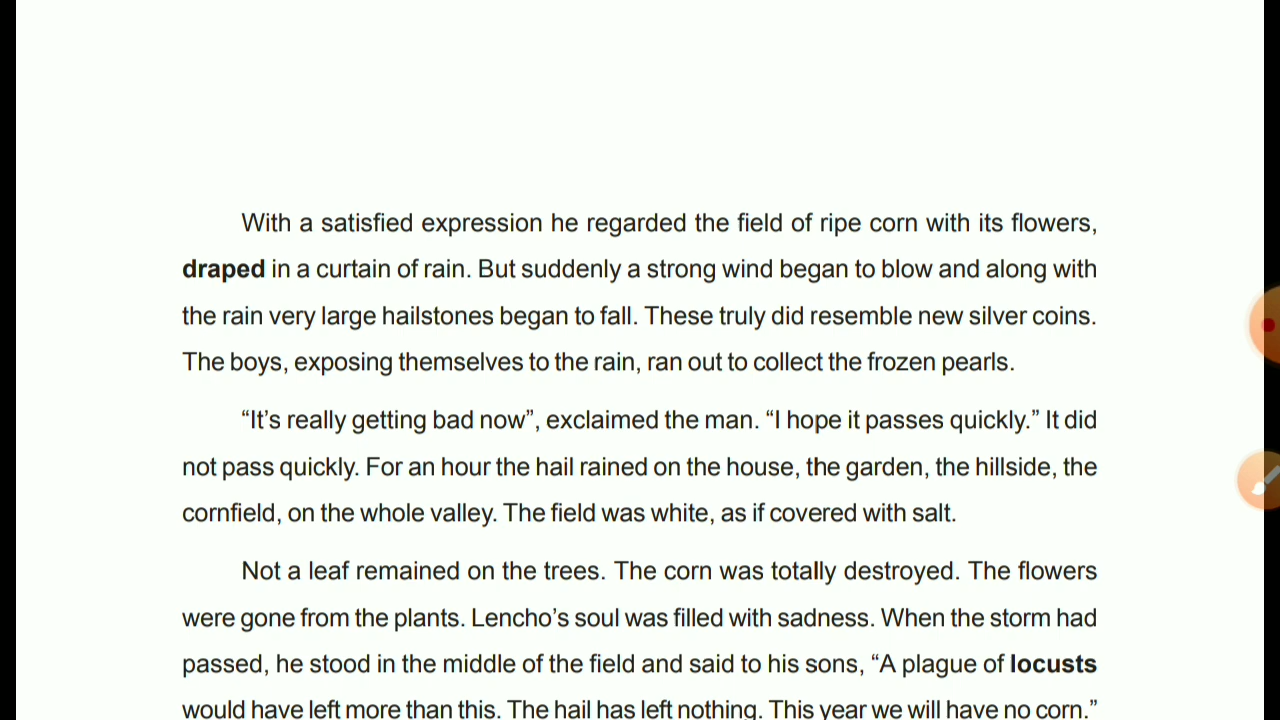 With a satisfied expression he regarded the field of ripe corn with its flowers,
draped in a curtain of rain. But suddenly a strong wind began to blow and along with
the rain very large hailstones began to fall. These truly did resemble new silver coins.
The boys, exposing themselves to the rain, ran out to collect the frozen pearls.
“It’s really getting bad now”, exclaimed the man. “I hope it passes quickly.” It did
not pass quickly. For an hour the hail rained on the house, the garden, the hillside, the
cornfield, on the whole valley. The field was white, as if covered with salt.
Not a leaf remained on the trees. The corn was totally destroyed. The flowers
were gone from the plants. Lencho’s soul was filled with sadness. When the storm had
passed, he stood in the middle of the field and said to his sons, “A plague of locusts
would have left more than this. The hail has left nothing. This year we will have no corn.”